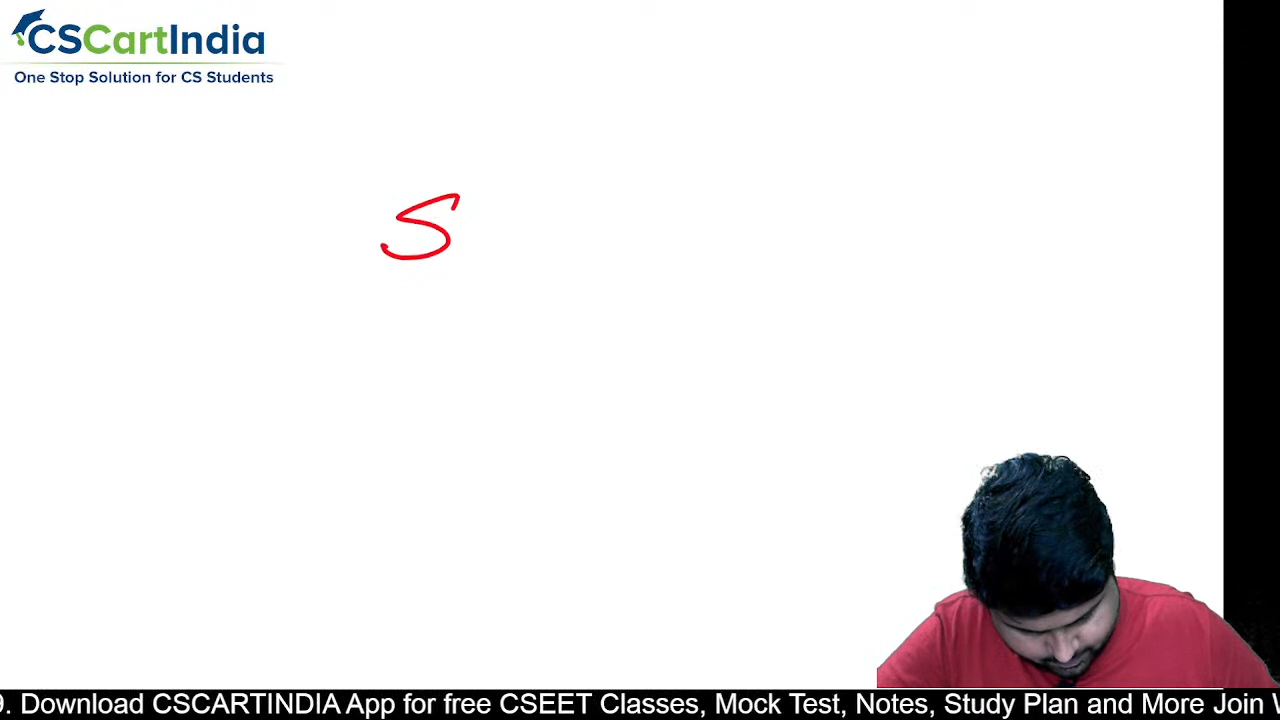 CSCartIndia
One Stop Solution for CS Students
S
9. Download CSCARTINDIA App for free CSEET Classes, Mock Test, Notes, Study Plan and More Join